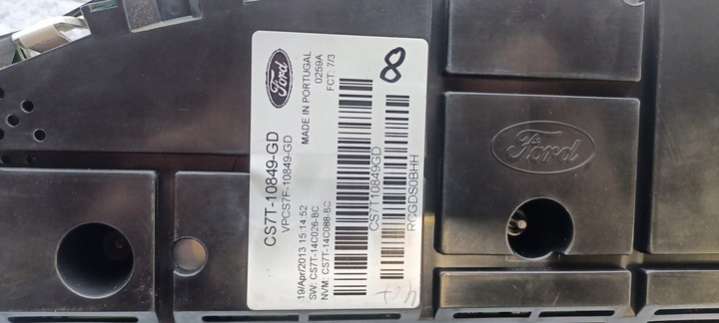 Ford
CS7T-10849-GD
VPCS7F-10849-GD
MADE IN PORTUGAL
0259A
FCT: 7/3
19/Apr/2013 15:14:52
SW: CS7T-14C026-BC
NVM: CS7T-14C088-BC
CS7T10849GD
8
Ford